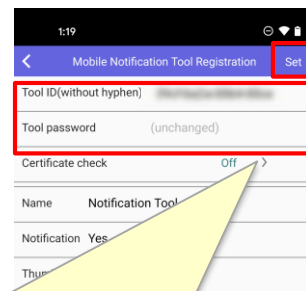 1:19
Mobile Notification Tool Registration Set
Tool ID(without hyphen)
Tool password (unchanged)
Certificate check Off
Name Notification Tool
Notification Yes